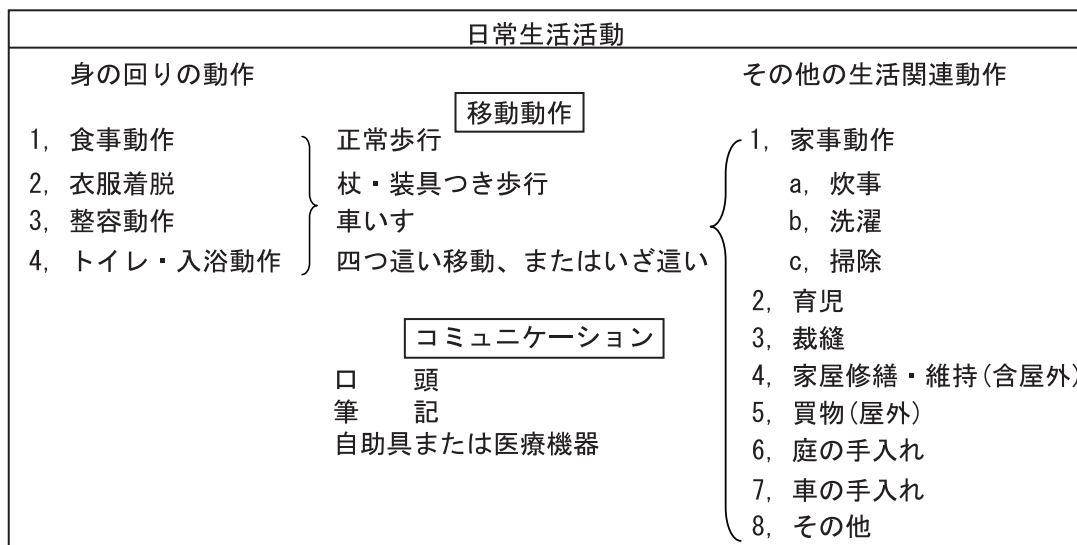 日常生活活動
身の回りの動作
1, 食事動作
2, 衣服着脱
3, 整容動作
4, トイレ・入浴動作
移動動作
正常歩行
杖・装具つき歩行
車いす
四つ這い移動、またはいざ這い
コミュニケーション
口　　頭
筆　　記
自助具または医療機器
その他の生活関連動作
1, 家事動作
a, 炊事
b, 洗濯
c, 掃除
2, 育児
3, 裁縫
4, 家屋修繕・維持(含屋外)
5, 買物(屋外)
6, 庭の手入れ
7, 車の手入れ
8, その他